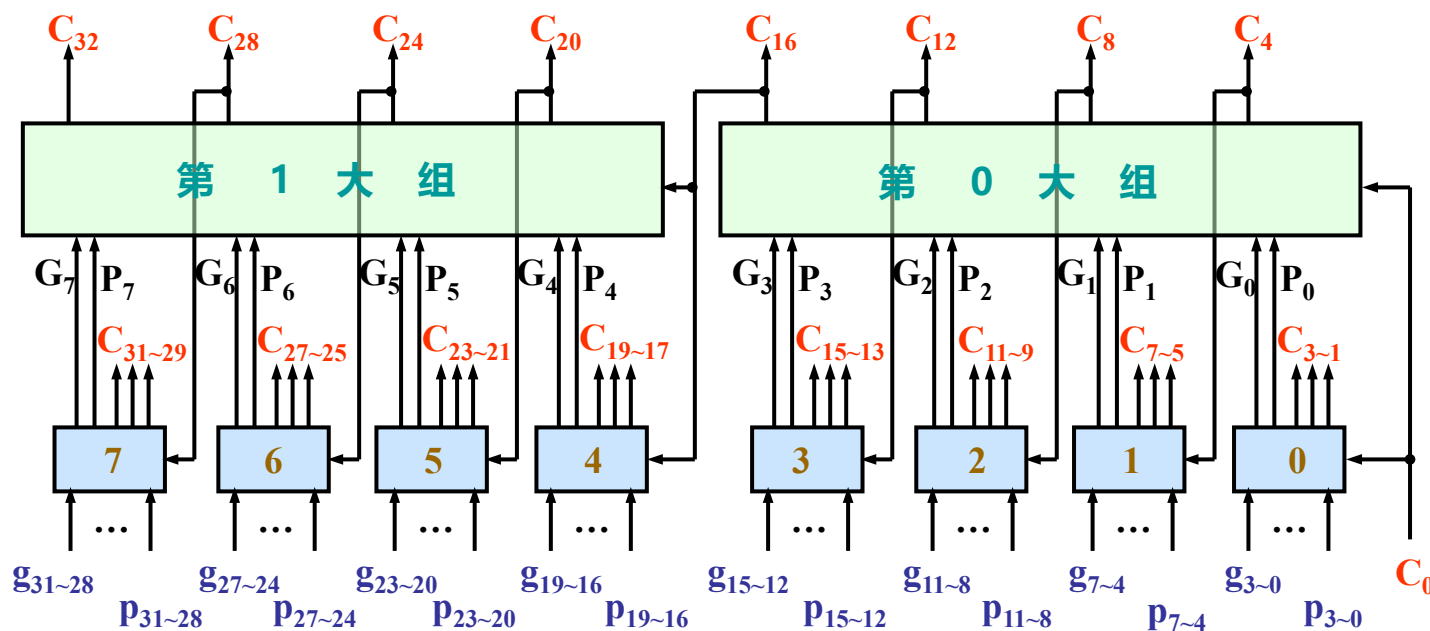 C₃₂ C₂₈ C₂₄ C₂₀ C₁₆ C₁₂ C₈ C₄
第 1 大 组 第 0 大 组
G₇ P₇ G₆ P₆ G₅ P₅ G₄ P₄ G₃ P₃ G₂ P₂ G₁ P₁ G₀ P₀
C₃₁~₂₉ C₂₇~₂₅ C₂₃~₂₁ C₁₉~₁₇ C₁₅~₁₃ C₁₁~₉ C₇~₅ C₃~₁
7 6 5 4 3 2 1 0
... ... ... ... ... ... ... ...
g₃₁~₂₈ g₂₇~₂₄ g₂₃~₂₀ g₁₉~₁₆ g₁₅~₁₂ g₁₁~₈ g₇~₄ g₃~₀ C₀
p₃₁~₂₈ p₂₇~₂₄ p₂₃~₂₀ p₁₉~₁₆ p₁₅~₁₂ p₁₁~₈ p₇~₄ p₃~₀